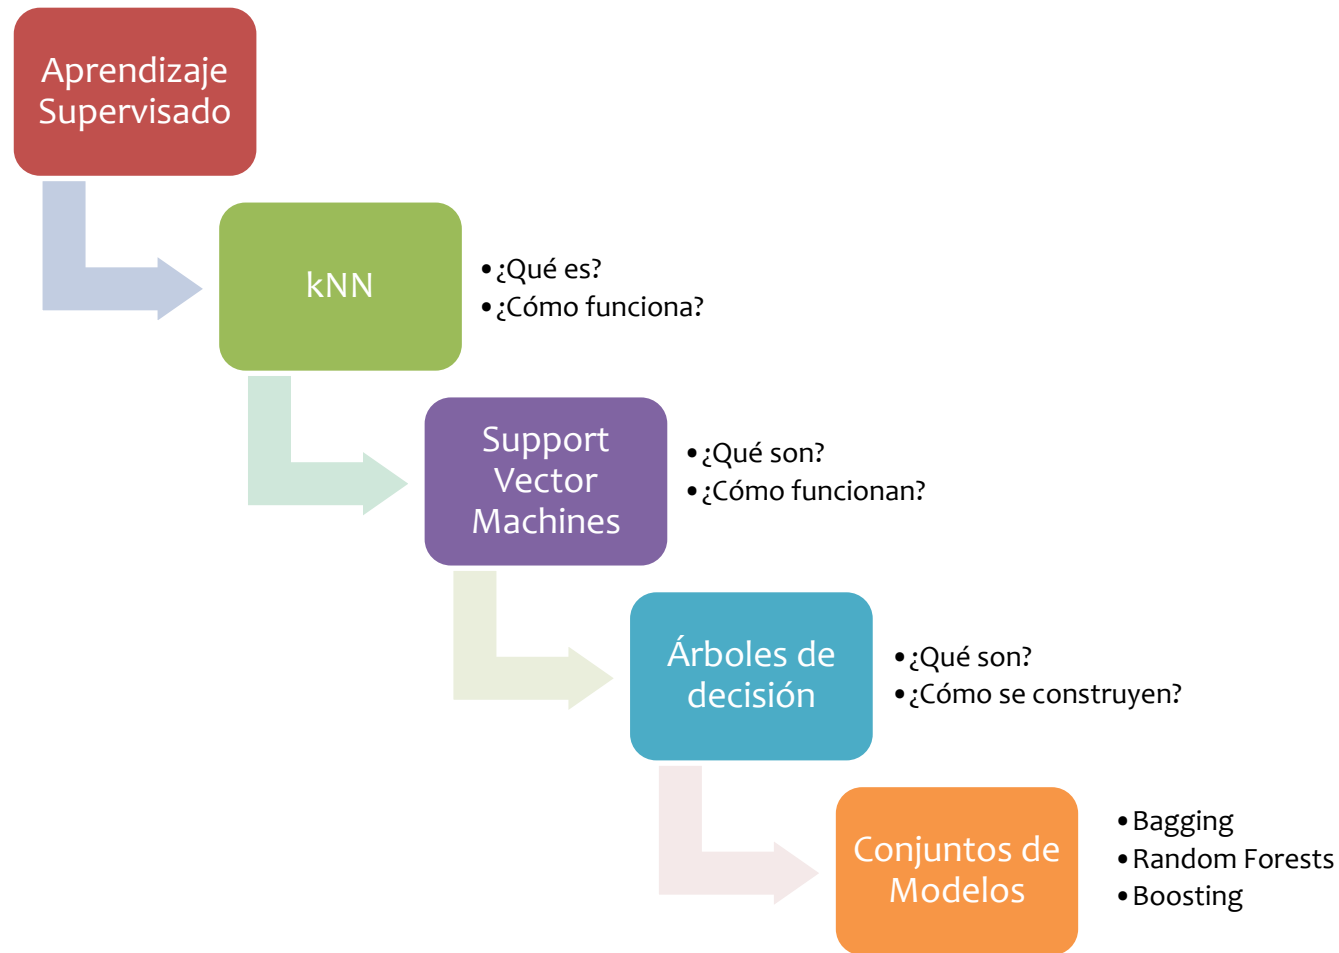 Aprendizaje
Supervisado
kNN
•¿Qué es?
•¿Cómo funciona?
Support
Vector
Machines
•¿Qué son?
•¿Cómo funcionan?
Árboles de
decisión
•¿Qué son?
•¿Cómo se construyen?
Conjuntos de
Modelos
•Bagging
•Random Forests
•Boosting